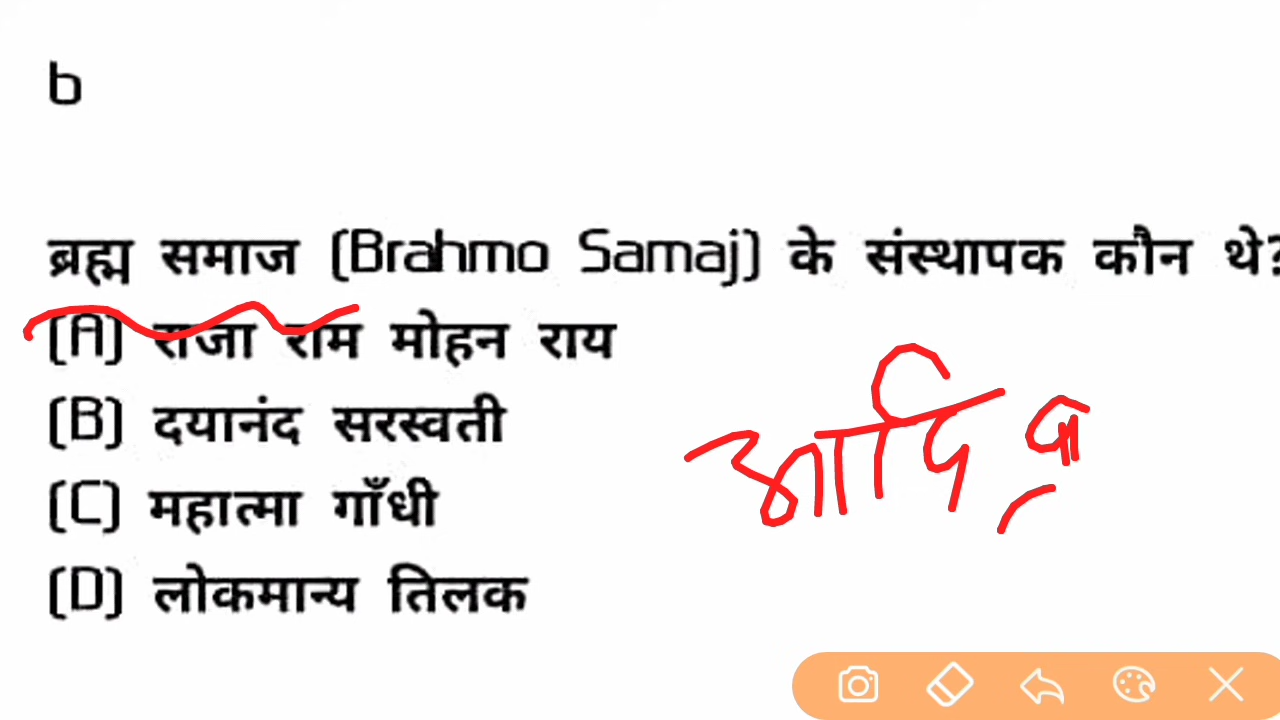 b
ब्रह्म समाज (Brahmo Samaj) के संस्थापक कौन थे?
(A) राजा राम मोहन राय
(B) दयानंद सरस्वती
(C) महात्मा गाँधी
(D) लोकमान्य तिलक
आदि